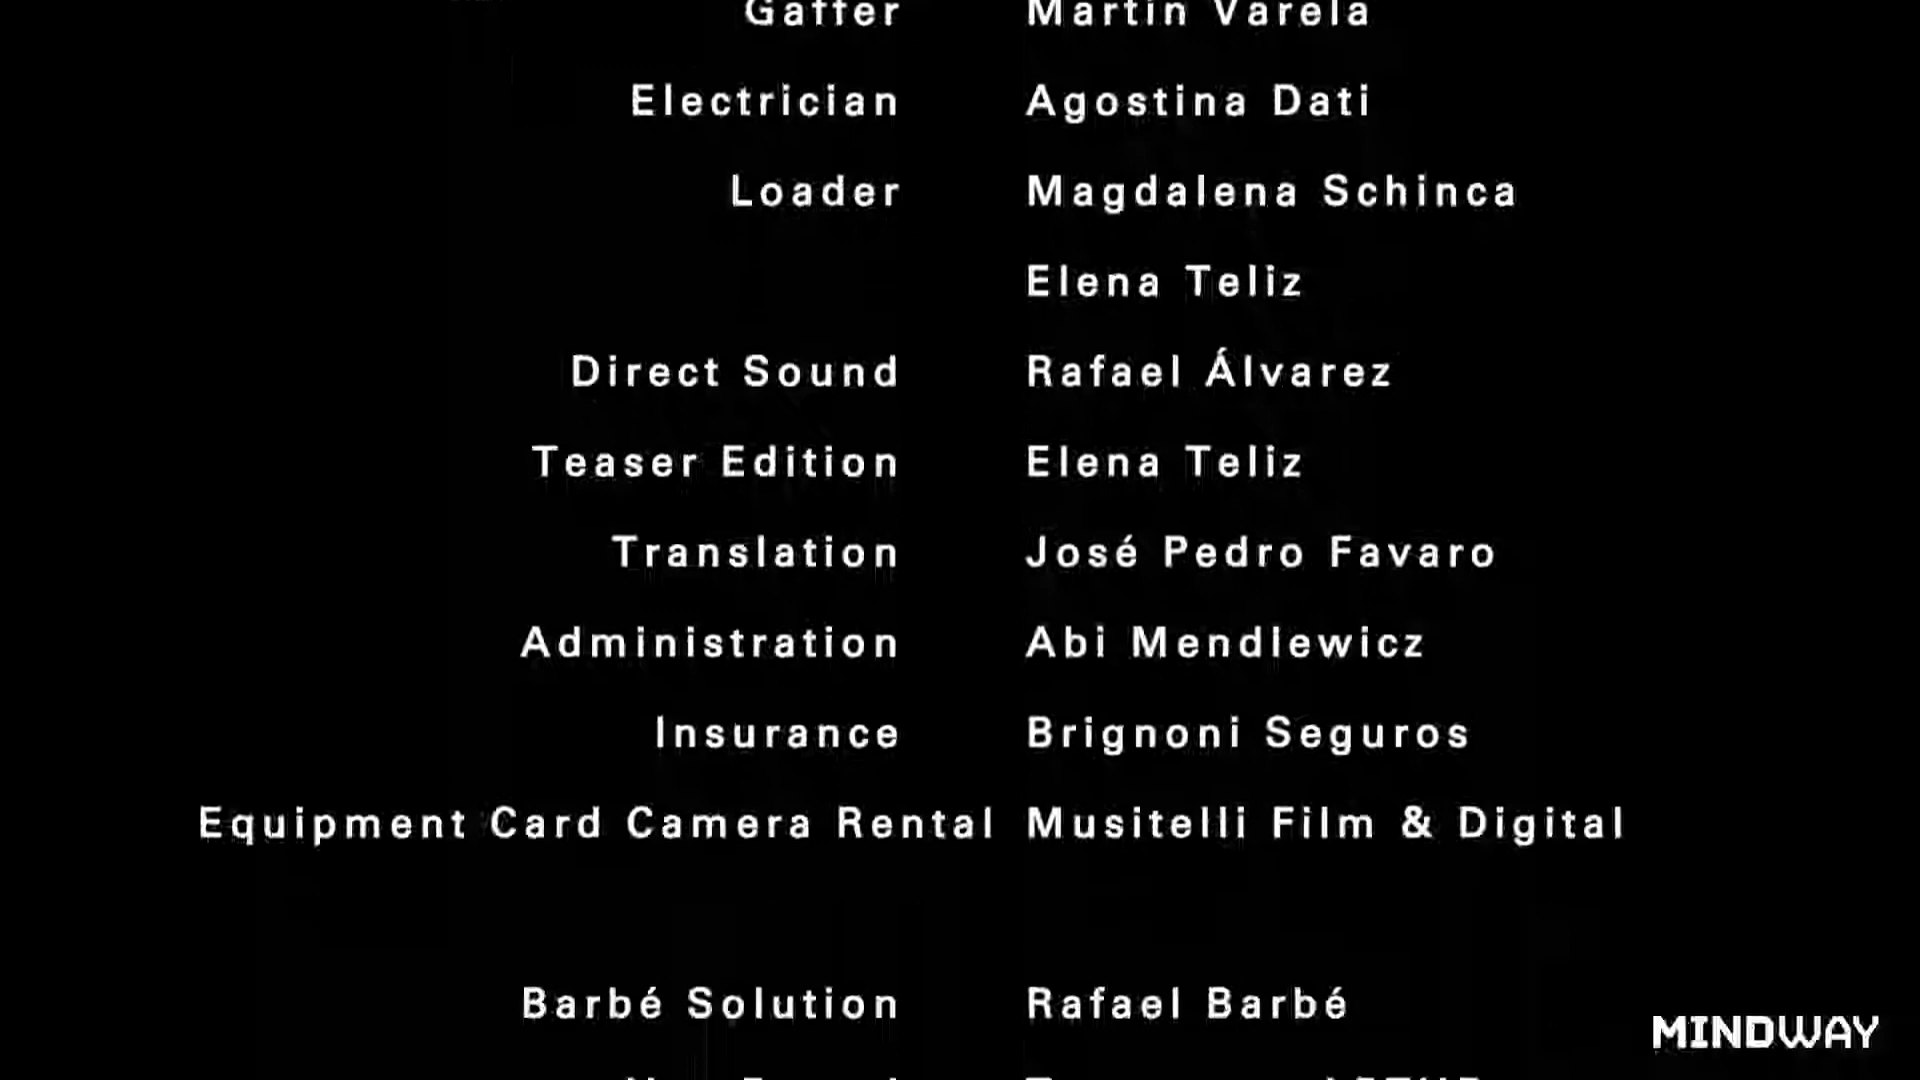 Gaffer Martín Varela
Electrician Agostina Dati
Loader Magdalena Schinca
Elena Teliz
Direct Sound Rafael Álvarez
Teaser Edition Elena Teliz
Translation José Pedro Favaro
Administration Abi Mendlewicz
Insurance Brignoni Seguros
Equipment Card Camera Rental Musitelli Film & Digital
Barbé Solution Rafael Barbé
MINDWAY